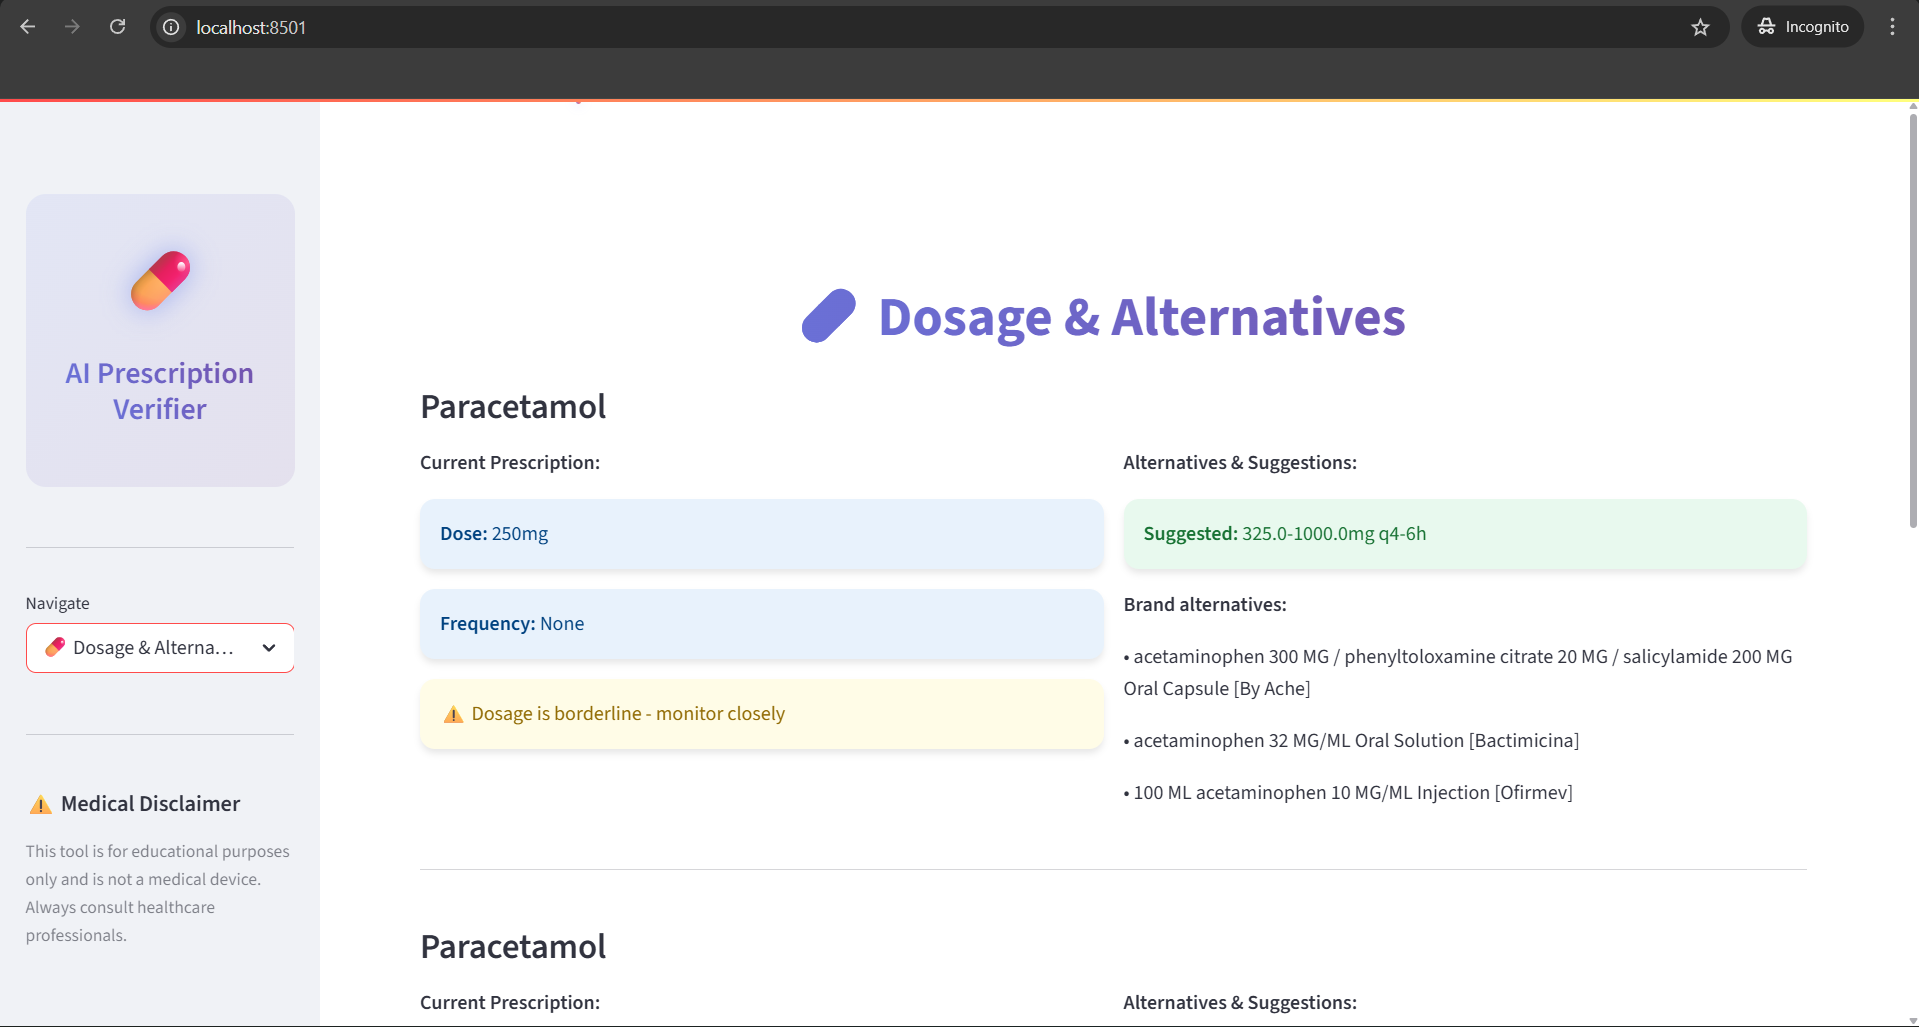 localhost:8501
Incognito
AI Prescription
Verifier
Navigate
Dosage & Alterna...
Medical Disclaimer
This tool is for educational purposes
only and is not a medical device.
Always consult healthcare
professionals.
Dosage & Alternatives
Paracetamol
Current Prescription:
Dose: 250mg
Frequency: None
Dosage is borderline - monitor closely
Alternatives & Suggestions:
Suggested: 325.0-1000.0mg q4-6h
Brand alternatives:
• acetaminophen 300 MG / phenyltoloxamine citrate 20 MG / salicylamide 200 MG
Oral Capsule [By Ache]
• acetaminophen 32 MG/ML Oral Solution [Bactimicina]
• 100 ML acetaminophen 10 MG/ML Injection [Ofirmev]
Paracetamol
Current Prescription:
Alternatives & Suggestions: